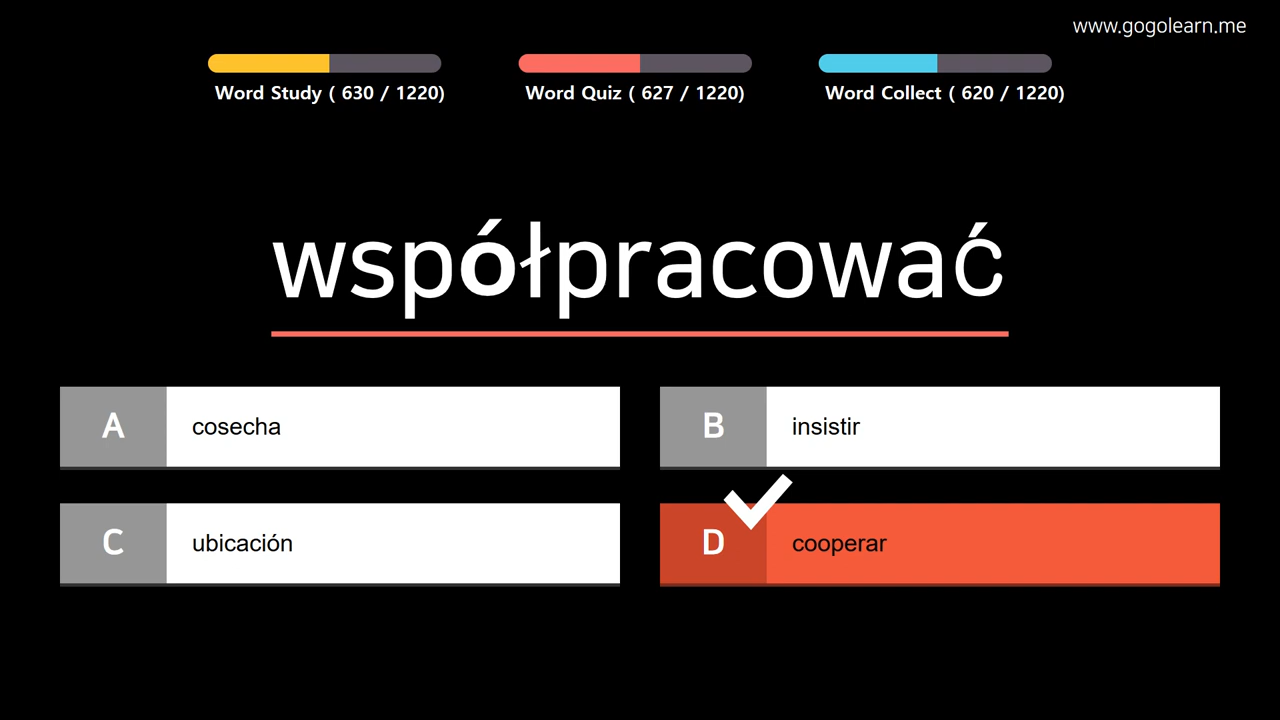 www.gogolearn.me
Word Study ( 630 / 1220)
Word Quiz ( 627 / 1220)
Word Collect ( 620 / 1220)
współpracować
A cosecha
B insistir
C ubicación
D cooperar